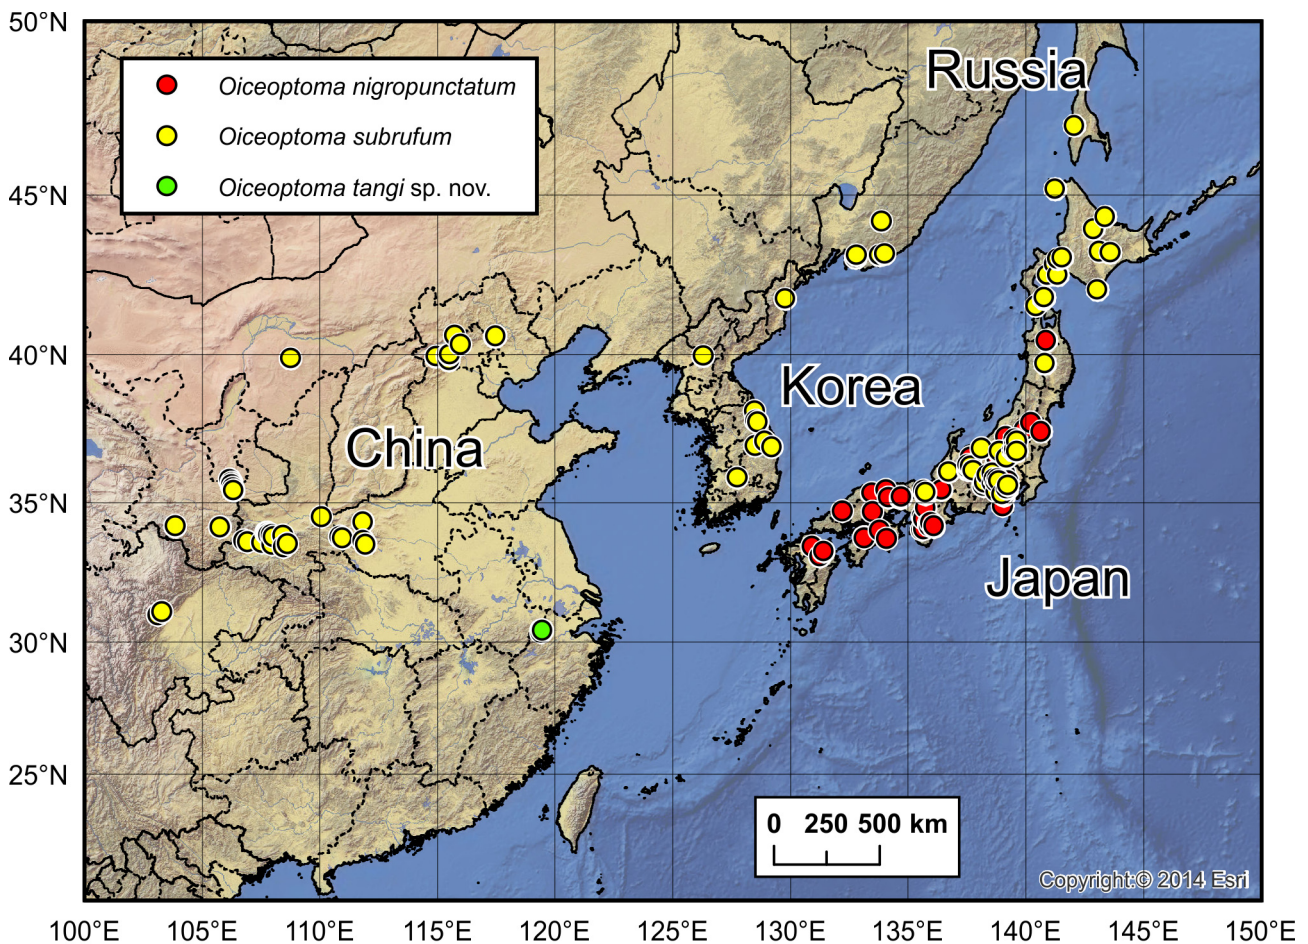 50°N
Russia
Oiceoptoma nigropunctatum
Oiceoptoma subrufum
Oiceoptoma tangi sp. nov.
45°N
40°N
Korea
China
35°N
Japan
30°N
25°N
0 250 500 km
Copyright:© 2014 Esri
100°E 105°E 110°E 115°E 120°E 125°E 130°E 135°E 140°E 145°E 150°E